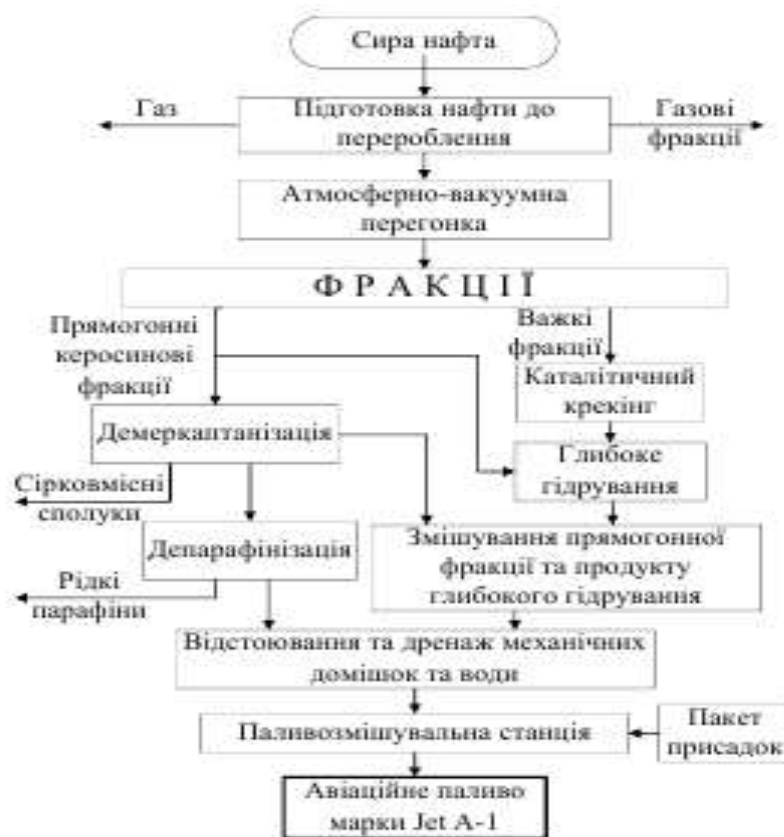 Сира нафта
Газ
Підготовка нафти до
перероблення
Газові
фракції
Атмосферно-вакуумна
перегонка
ФРАКЦІЇ
Прямогонні
керосинові
фракції
Важкі
фракції
Каталітичний
крекінг
Демеркаптанізація
Глибоке
гідрування
Сірковмісні
сполуки
Депарафінізація
Змішування прямогонної
фракції та продукту
глибокого гідрування
Рідкі
парафіни
Відстоювання та дренаж механічних
домішок та води
Паливозмішувальна станція
Пакет
присадок
Авіаційне паливо
марки Jet A-1